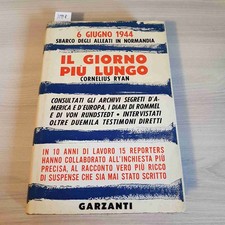 6 GIUGNO 1944
SBARCO DEGLI ALLEATI IN NORMANDIA
IL GIORNO
PIÙ LUNGO
CORNELIUS RYAN
CONSULTATI GLI ARCHIVI SEGRETI D'A-
MERICA E D'EUROPA, I DIARI DI ROMMEL
E DI VON RUNDSTEDT • INTERVISTATI
OLTRE DUEMILA TESTIMONI DIRETTI
IN 10 ANNI DI LAVORO 15 REPORTERS
HANNO COLLABORATO ALL'INCHIESTA PIÙ
PRECISA, AL RACCONTO VERO PIÙ RICCO
DI SUSPENSE CHE SIA MAI STATO SCRITTO
GARZANTI